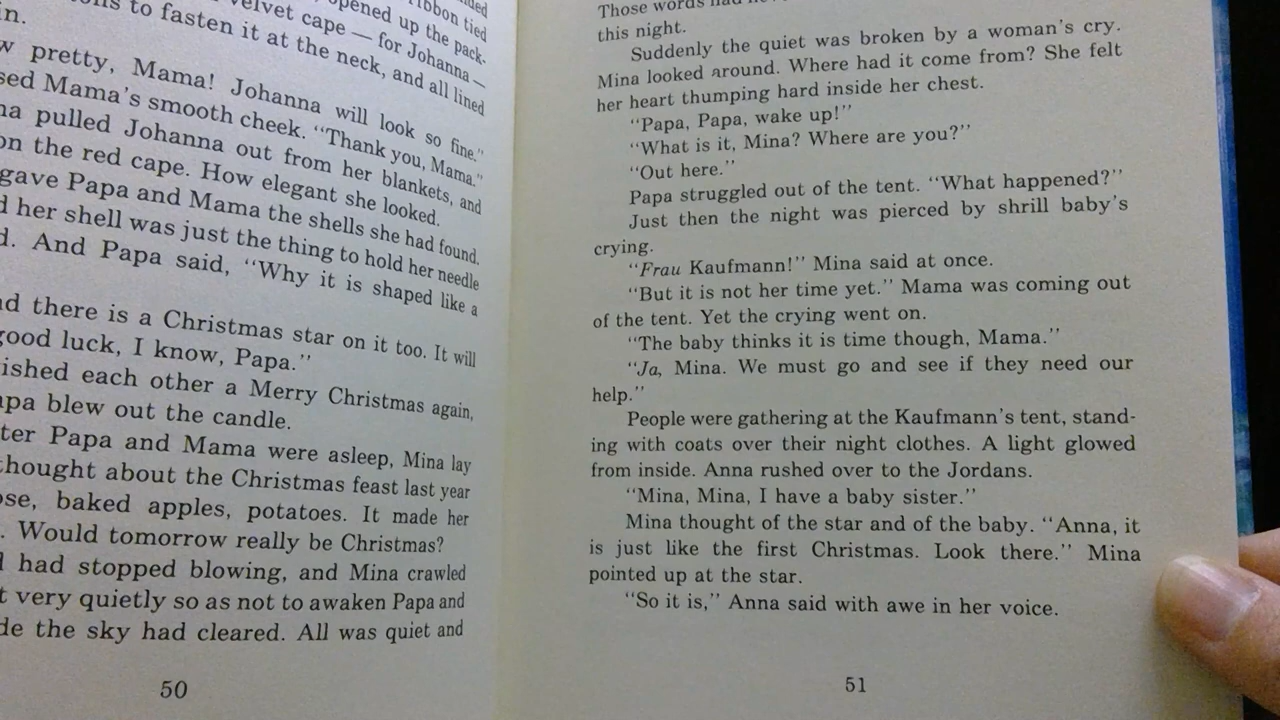 ribbon tied
opened up the pack-
velvet cape — for Johanna —
to fasten it at the neck, and all lined
in.
pretty, Mama! Johanna will look so fine."
Mama's smooth cheek. "Thank you, Mama."
pulled Johanna out from her blankets, and
on the red cape. How elegant she looked.
gave Papa and Mama the shells she had found.
her shell was just the thing to hold her needle
And Papa said, "Why it is shaped like a
there is a Christmas star on it too. It will
good luck, I know, Papa."
each other a Merry Christmas again,
blew out the candle.
Papa and Mama were asleep, Mina lay
thought about the Christmas feast last year
baked apples, potatoes. It made her
. Would tomorrow really be Christmas?
had stopped blowing, and Mina crawled
very quietly so as not to awaken Papa and
the sky had cleared. All was quiet and
50
Those words
this night.
Suddenly the quiet was broken by a woman's cry.
Mina looked around. Where had it come from? She felt
her heart thumping hard inside her chest.
"Papa, Papa, wake up!"
"What is it, Mina? Where are you?"
"Out here."
Papa struggled out of the tent. "What happened?"
Just then the night was pierced by shrill baby's
crying.
"Frau Kaufmann!" Mina said at once.
"But it is not her time yet." Mama was coming out
of the tent. Yet the crying went on.
"The baby thinks it is time though, Mama."
"Ja, Mina. We must go and see if they need our
help."
People were gathering at the Kaufmann's tent, stand-
ing with coats over their night clothes. A light glowed
from inside. Anna rushed over to the Jordans.
"Mina, Mina, I have a baby sister."
Mina thought of the star and of the baby. "Anna, it
is just like the first Christmas. Look there." Mina
pointed up at the star.
"So it is," Anna said with awe in her voice.
51